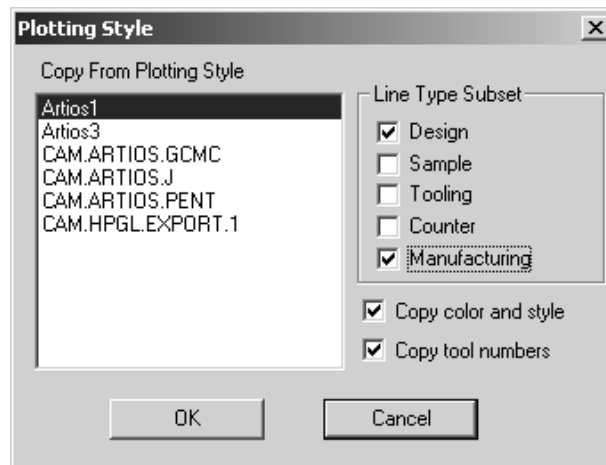 Plotting Style
Copy From Plotting Style
Artios1
Artios3
CAM.ARTIOS.GCMC
CAM.ARTIOS.J
CAM.ARTIOS.PENT
CAM.HPGL.EXPORT.1
Line Type Subset
Design
Sample
Tooling
Counter
Manufacturing
Copy color and style
Copy tool numbers
OK
Cancel